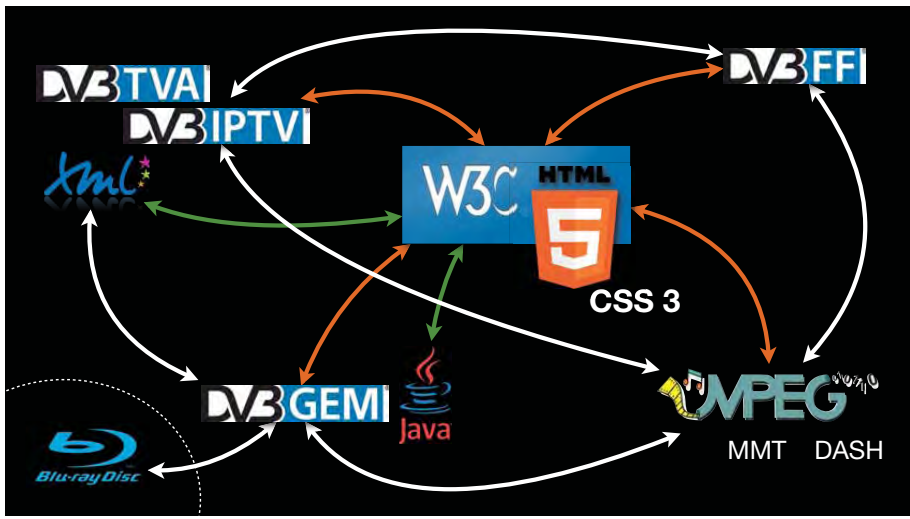 DVB TVA
DVB IPTV
DVB FF
Xml
W3C
HTML
5
CSS 3
DVB GEM
Java
MPEG
MMT DASH
Blu-ray Disc